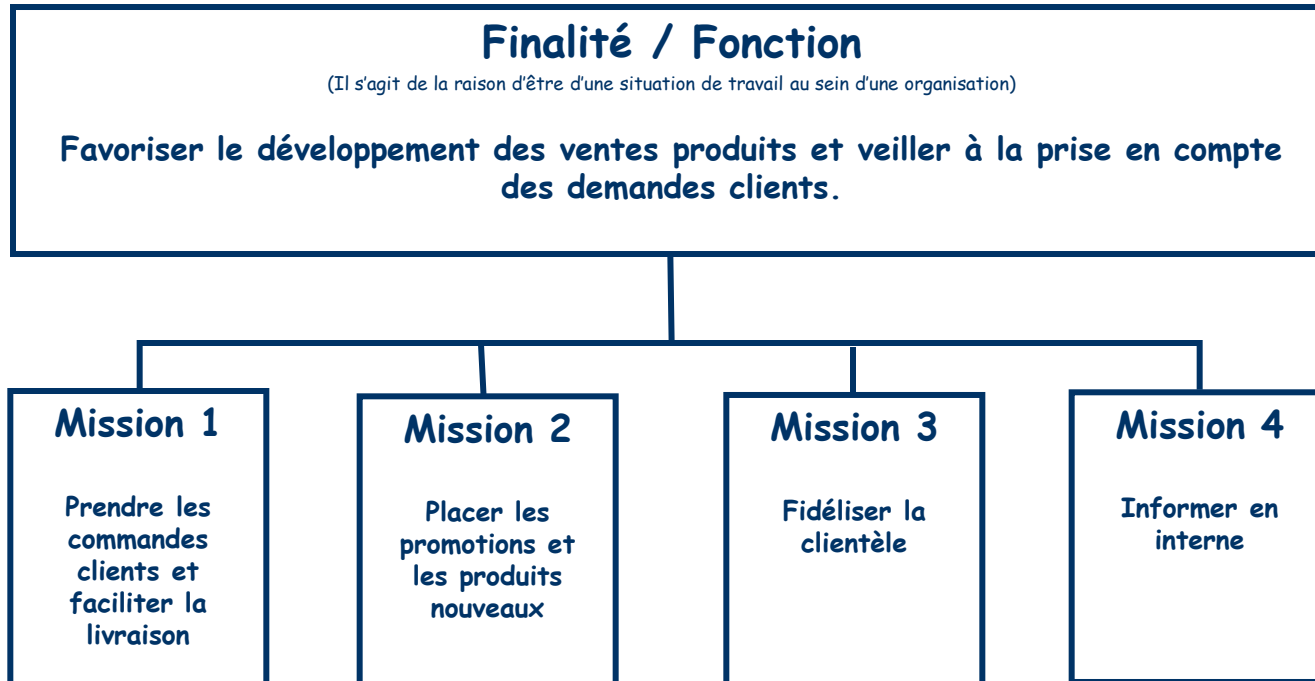 Finalité / Fonction
(Il s'agit de la raison d'être d'une situation de travail au sein d'une organisation)
Favoriser le développement des ventes produits et veiller à la prise en compte
des demandes clients.
Mission 1
Prendre les
commandes
clients et
faciliter la
livraison
Mission 2
Placer les
promotions et
les produits
nouveaux
Mission 3
Fidéliser la
clientèle
Mission 4
Informer en
interne